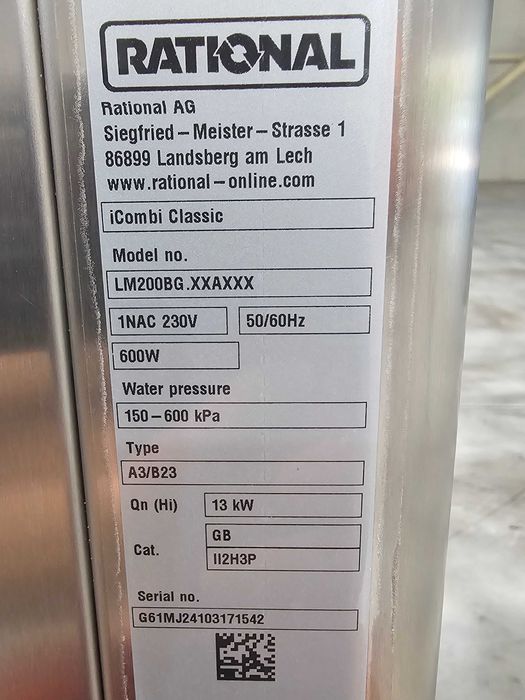 RATIONAL
Rational AG
Siegfried – Meister – Strasse 1
86899 Landsberg am Lech
www.rational–online.com
iCombi Classic
Model no.
LM200BG.XXAXXX
1NAC 230V 50/60Hz
600W
Water pressure
150–600 kPa
Type
A3/B23
Qn (Hi) 13 kW
Cat. GB
II2H3P
Serial no.
G61MJ24103171542